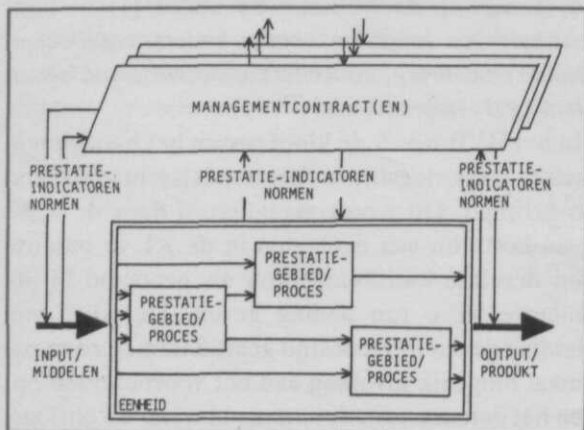 MANAGEMENTCONTRACT(EN)
PRESTATIE-
INDICATOREN
NORMEN
PRESTATIE-INDICATOREN
NORMEN
PRESTATIE-
INDICATOREN
NORMEN
PRESTATIE-
GEBIED/
PROCES
PRESTATIE-
GEBIED/
PROCES
PRESTATIE-
GEBIED/
PROCES
INPUT/
MIDDELEN
OUTPUT/
PRODUKT
EENHEID